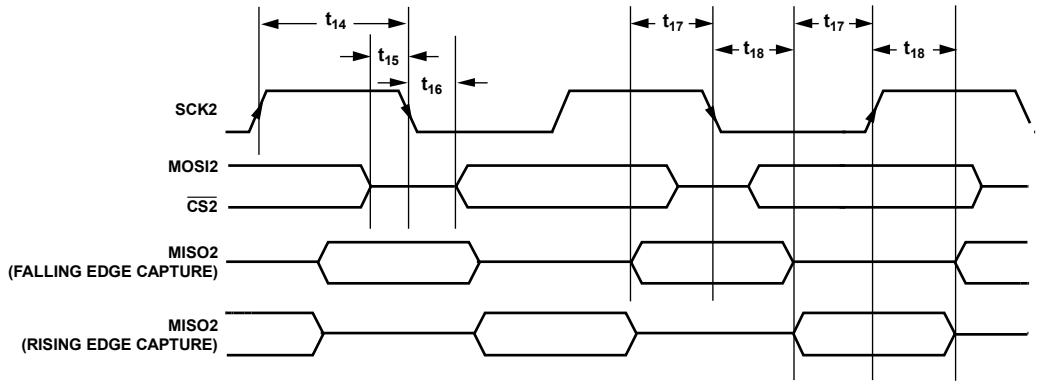 t14
t17
t17
t15
t18
t18
t16
SCK2
MOSI2
CS2
MISO2
(FALLING EDGE CAPTURE)
MISO2
(RISING EDGE CAPTURE)